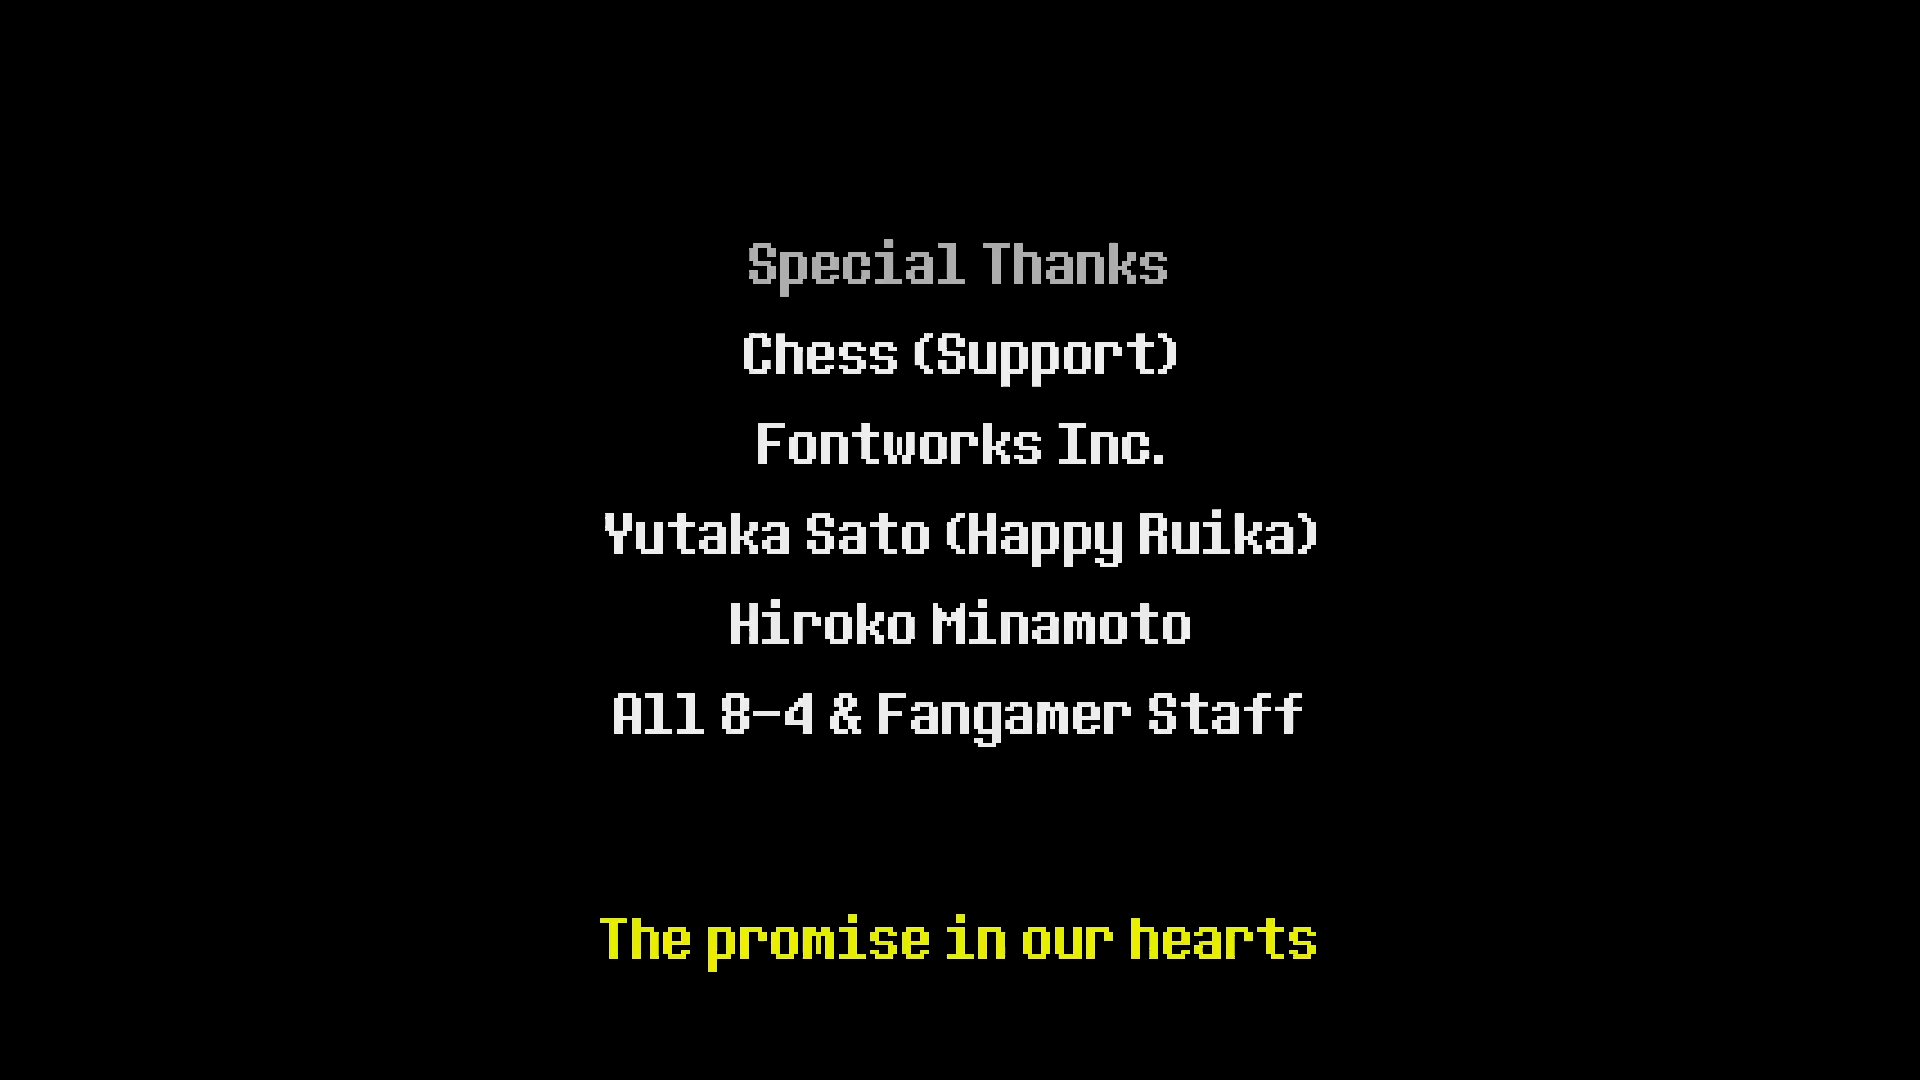 Special Thanks
Chess (Support)
Fontworks Inc.
Yutaka Sato (Happy Ruika)
Hiroko Minamoto
All 8-4 & Fangamer Staff
The promise in our hearts